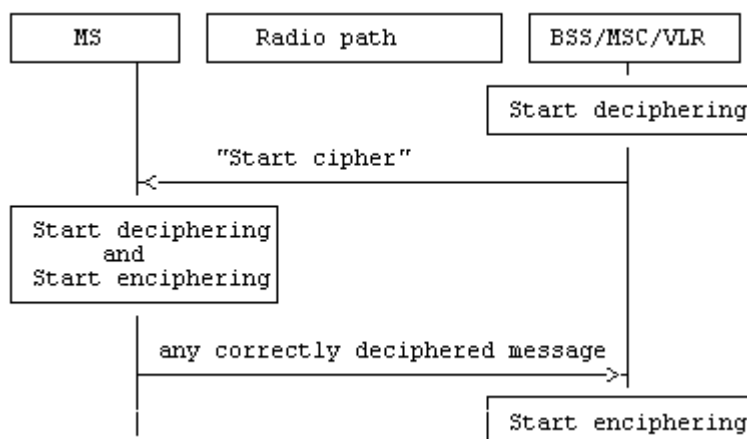 MS
Radio path
BSS/MSC/VLR
Start deciphering
"Start cipher"
Start deciphering
and
Start enciphering
any correctly deciphered message
Start enciphering